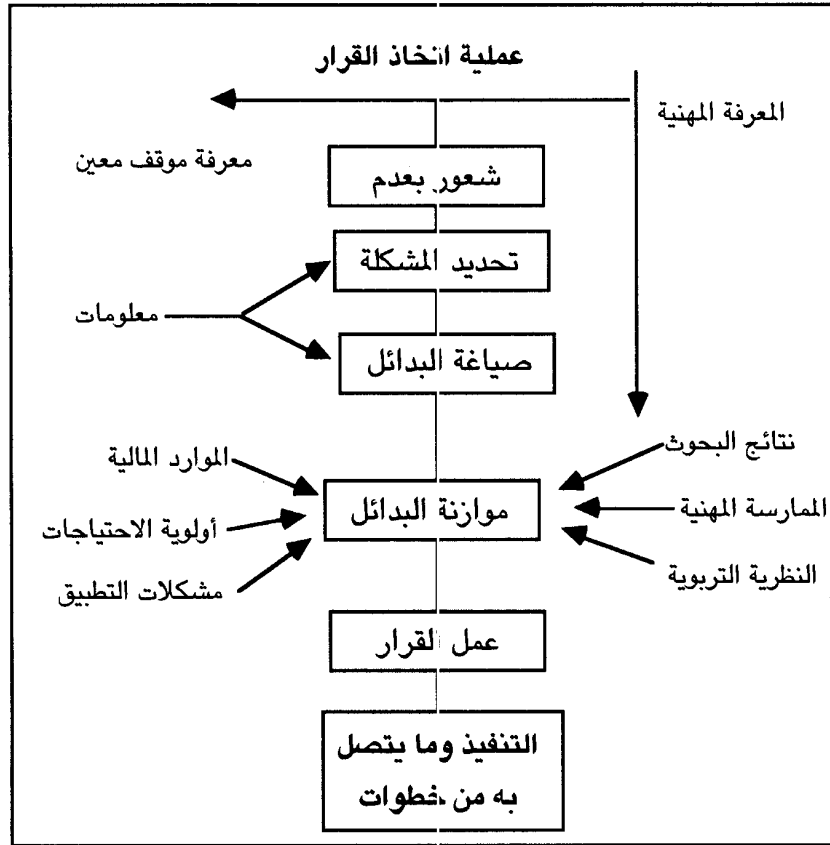 عملية اتخاذ القرار
المعرفة المهنية
معرفة موقف معين
شعور بعدم
تحديد المشكلة
معلومات
صياغة البدائل
نتائج البحوث
الموارد المالية
الممارسة المهنية
موازنة البدائل
أولوية الاحتياجات
النظرية التربوية
مشكلات التطبيق
عمل القرار
التنفيذ وما يتصل
به من خطوات